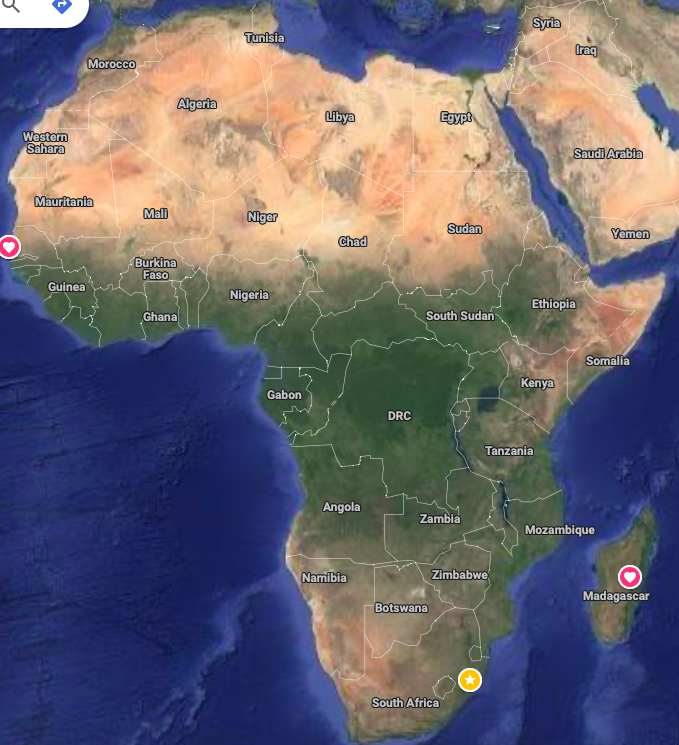 Syria
Tunisia
Iraq
Morocco
Algeria
Libya
Egypt
Western
Sahara
Saudi Arabia
Mauritania
Mali
Niger
Sudan
Yemen
Chad
Burkina
Faso
Guinea
Nigeria
Ethiopia
Ghana
South Sudan
Somalia
Kenya
Gabon
DRC
Tanzania
Angola
Zambia
Mozambique
Namibia
Zimbabwe
Madagascar
Botswana
South Africa